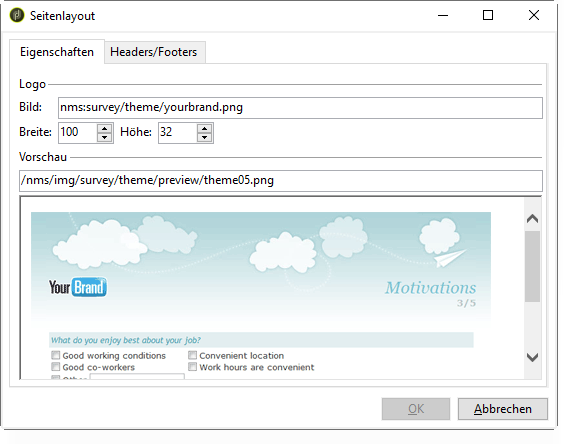 Seitenlayout
Eigenschaften Headers/Footers
Logo
Bild: nms:survey/theme/yourbrand.png
Breite: 100 Höhe: 32
Vorschau
/nms/img/survey/theme/preview/theme05.png
Your Brand
Motivations
3/5
What do you enjoy best about your job?
Good working conditions Convenient location
Good co-workers Work hours are convenient
Other
OK Abbrechen